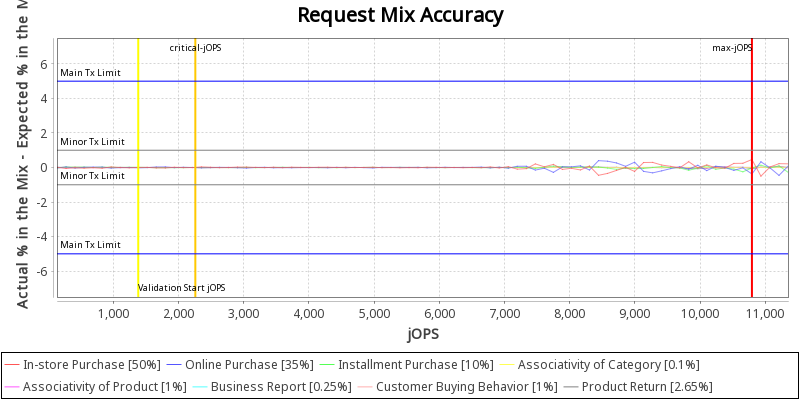 Request Mix Accuracy
Actual % in the Mix - Expected % in the M
critical-jOPS
max-jOPS
6
Main Tx Limit
4
2
Minor Tx Limit
0
Minor Tx Limit
-2
-4
Main Tx Limit
-6
Validation Start jOPS
1,000 2,000 3,000 4,000 5,000 6,000 7,000 8,000 9,000 10,000 11,000
jOPS
In-store Purchase [50%] Online Purchase [35%] Installment Purchase [10%] Associativity of Category [0.1%]
Associativity of Product [1%] Business Report [0.25%] Customer Buying Behavior [1%] Product Return [2.65%]